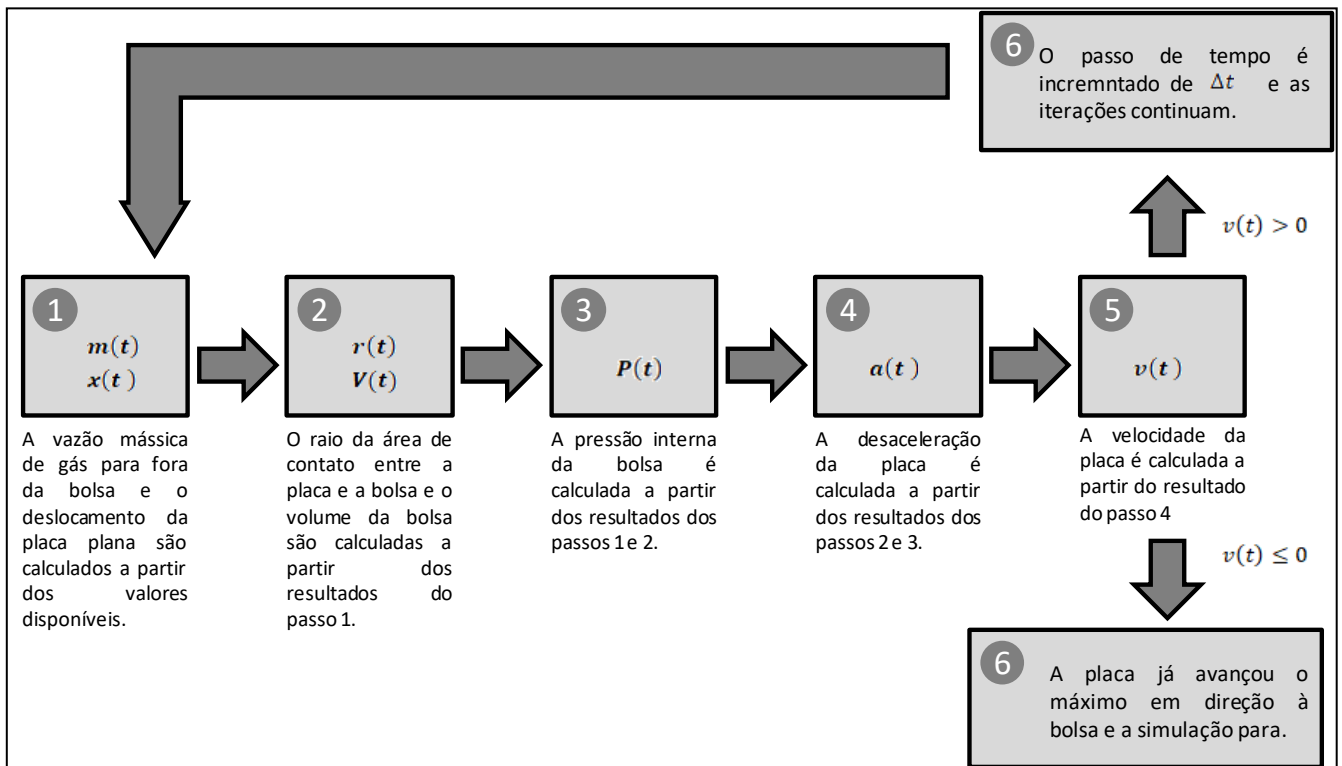 6
O passo de tempo é
incremntado de Δt e as
iterações continuam.
v(t) > 0
1
m(t)
x(t )
A vazão mássica
de gás para fora
da bolsa e o
deslocamento da
placa plana são
calculados a partir
dos valores
disponíveis.
2
r(t)
V(t)
O raio da área de
contato entre a
placa e a bolsa e o
volume da bolsa
são calculadas a
partir dos
resultados do
passo 1.
3
P(t)
A pressão interna
da bolsa é
calculada a partir
dos resultados dos
passos 1 e 2.
4
a(t )
A desaceleração
da placa é
calculada a partir
dos resultados dos
passos 2 e 3.
5
v(t )
A velocidade da
placa é calculada a
partir do resultado
do passo 4
v(t) ≤ 0
6
A placa já avançou o
máximo em direção à
bolsa e a simulação para.